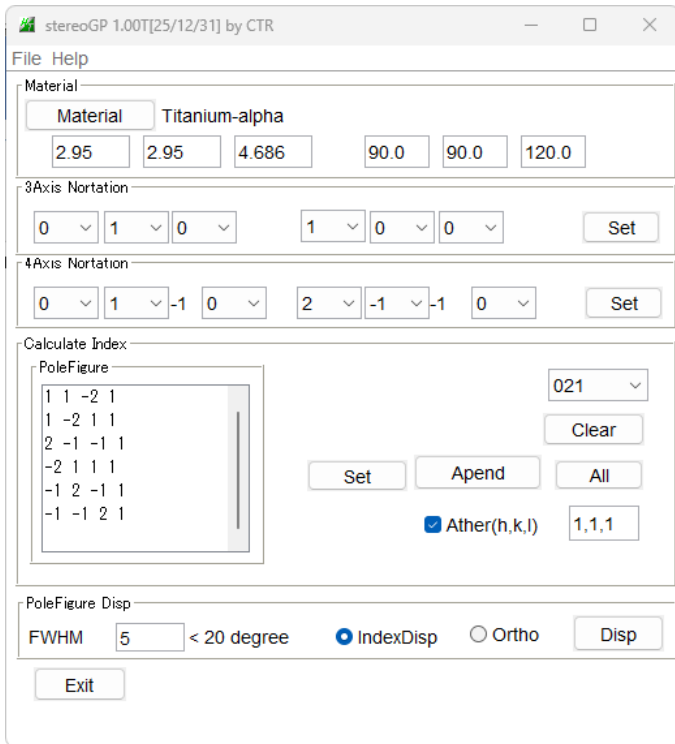 stereoGP 1.00T[25/12/31] by CTR
File Help
Material
Material Titanium-alpha
2.95 2.95 4.686 90.0 90.0 120.0
3Axis Nortation
0 1 0 1 0 0 Set
4Axis Nortation
0 1 -1 0 2 -1 -1 0 Set
Calculate Index
PoleFigure
1 1 -2 1
1 -2 1 1
2 -1 -1 1
-2 1 1 1
-1 2 -1 1
-1 -1 2 1
021
Clear
Set Apend All
Ather(h,k,l) 1,1,1
PoleFigure Disp
FWHM 5 < 20 degree IndexDisp Ortho Disp
Exit